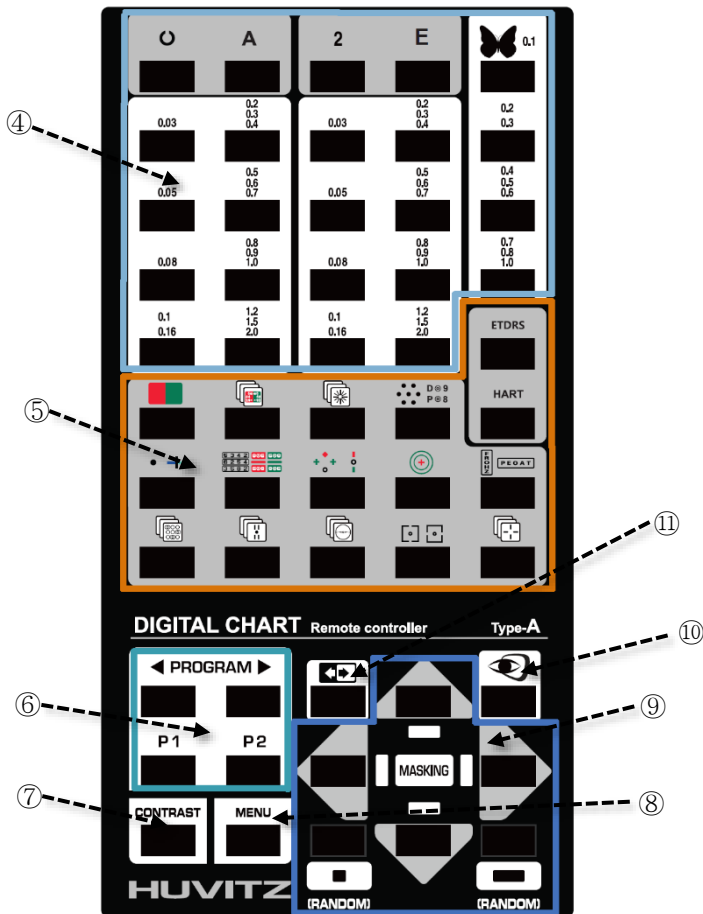 A 2 E 0.1
0.2 0.2 0.2
0.3 0.3
0.03 0.4 0.03 0.4 0.3
④
0.5 0.5 0.4
0.6 0.6 0.5
0.05 0.7 0.05 0.7 0.6
0.8 0.8 0.7
0.9 0.9 0.8
0.08 1.0 0.08 1.0 1.0
0.1 1.2 0.1 1.2
1.5 1.5
0.16 2.0 0.16 2.0
ETDRS
HART
D 9
P 8
⑤
PEOAT
⑪
DIGITAL CHART Remote controller Type-A
⑩
◀ PROGRAM ▶
⑥
P1 P2
⑨
MASKING
⑦
CONTRAST MENU
⑧
HUVITZ
(RANDOM) (RANDOM)